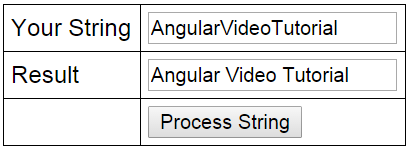 Your String AngularVideoTutorial
Result Angular Video Tutorial
Process String